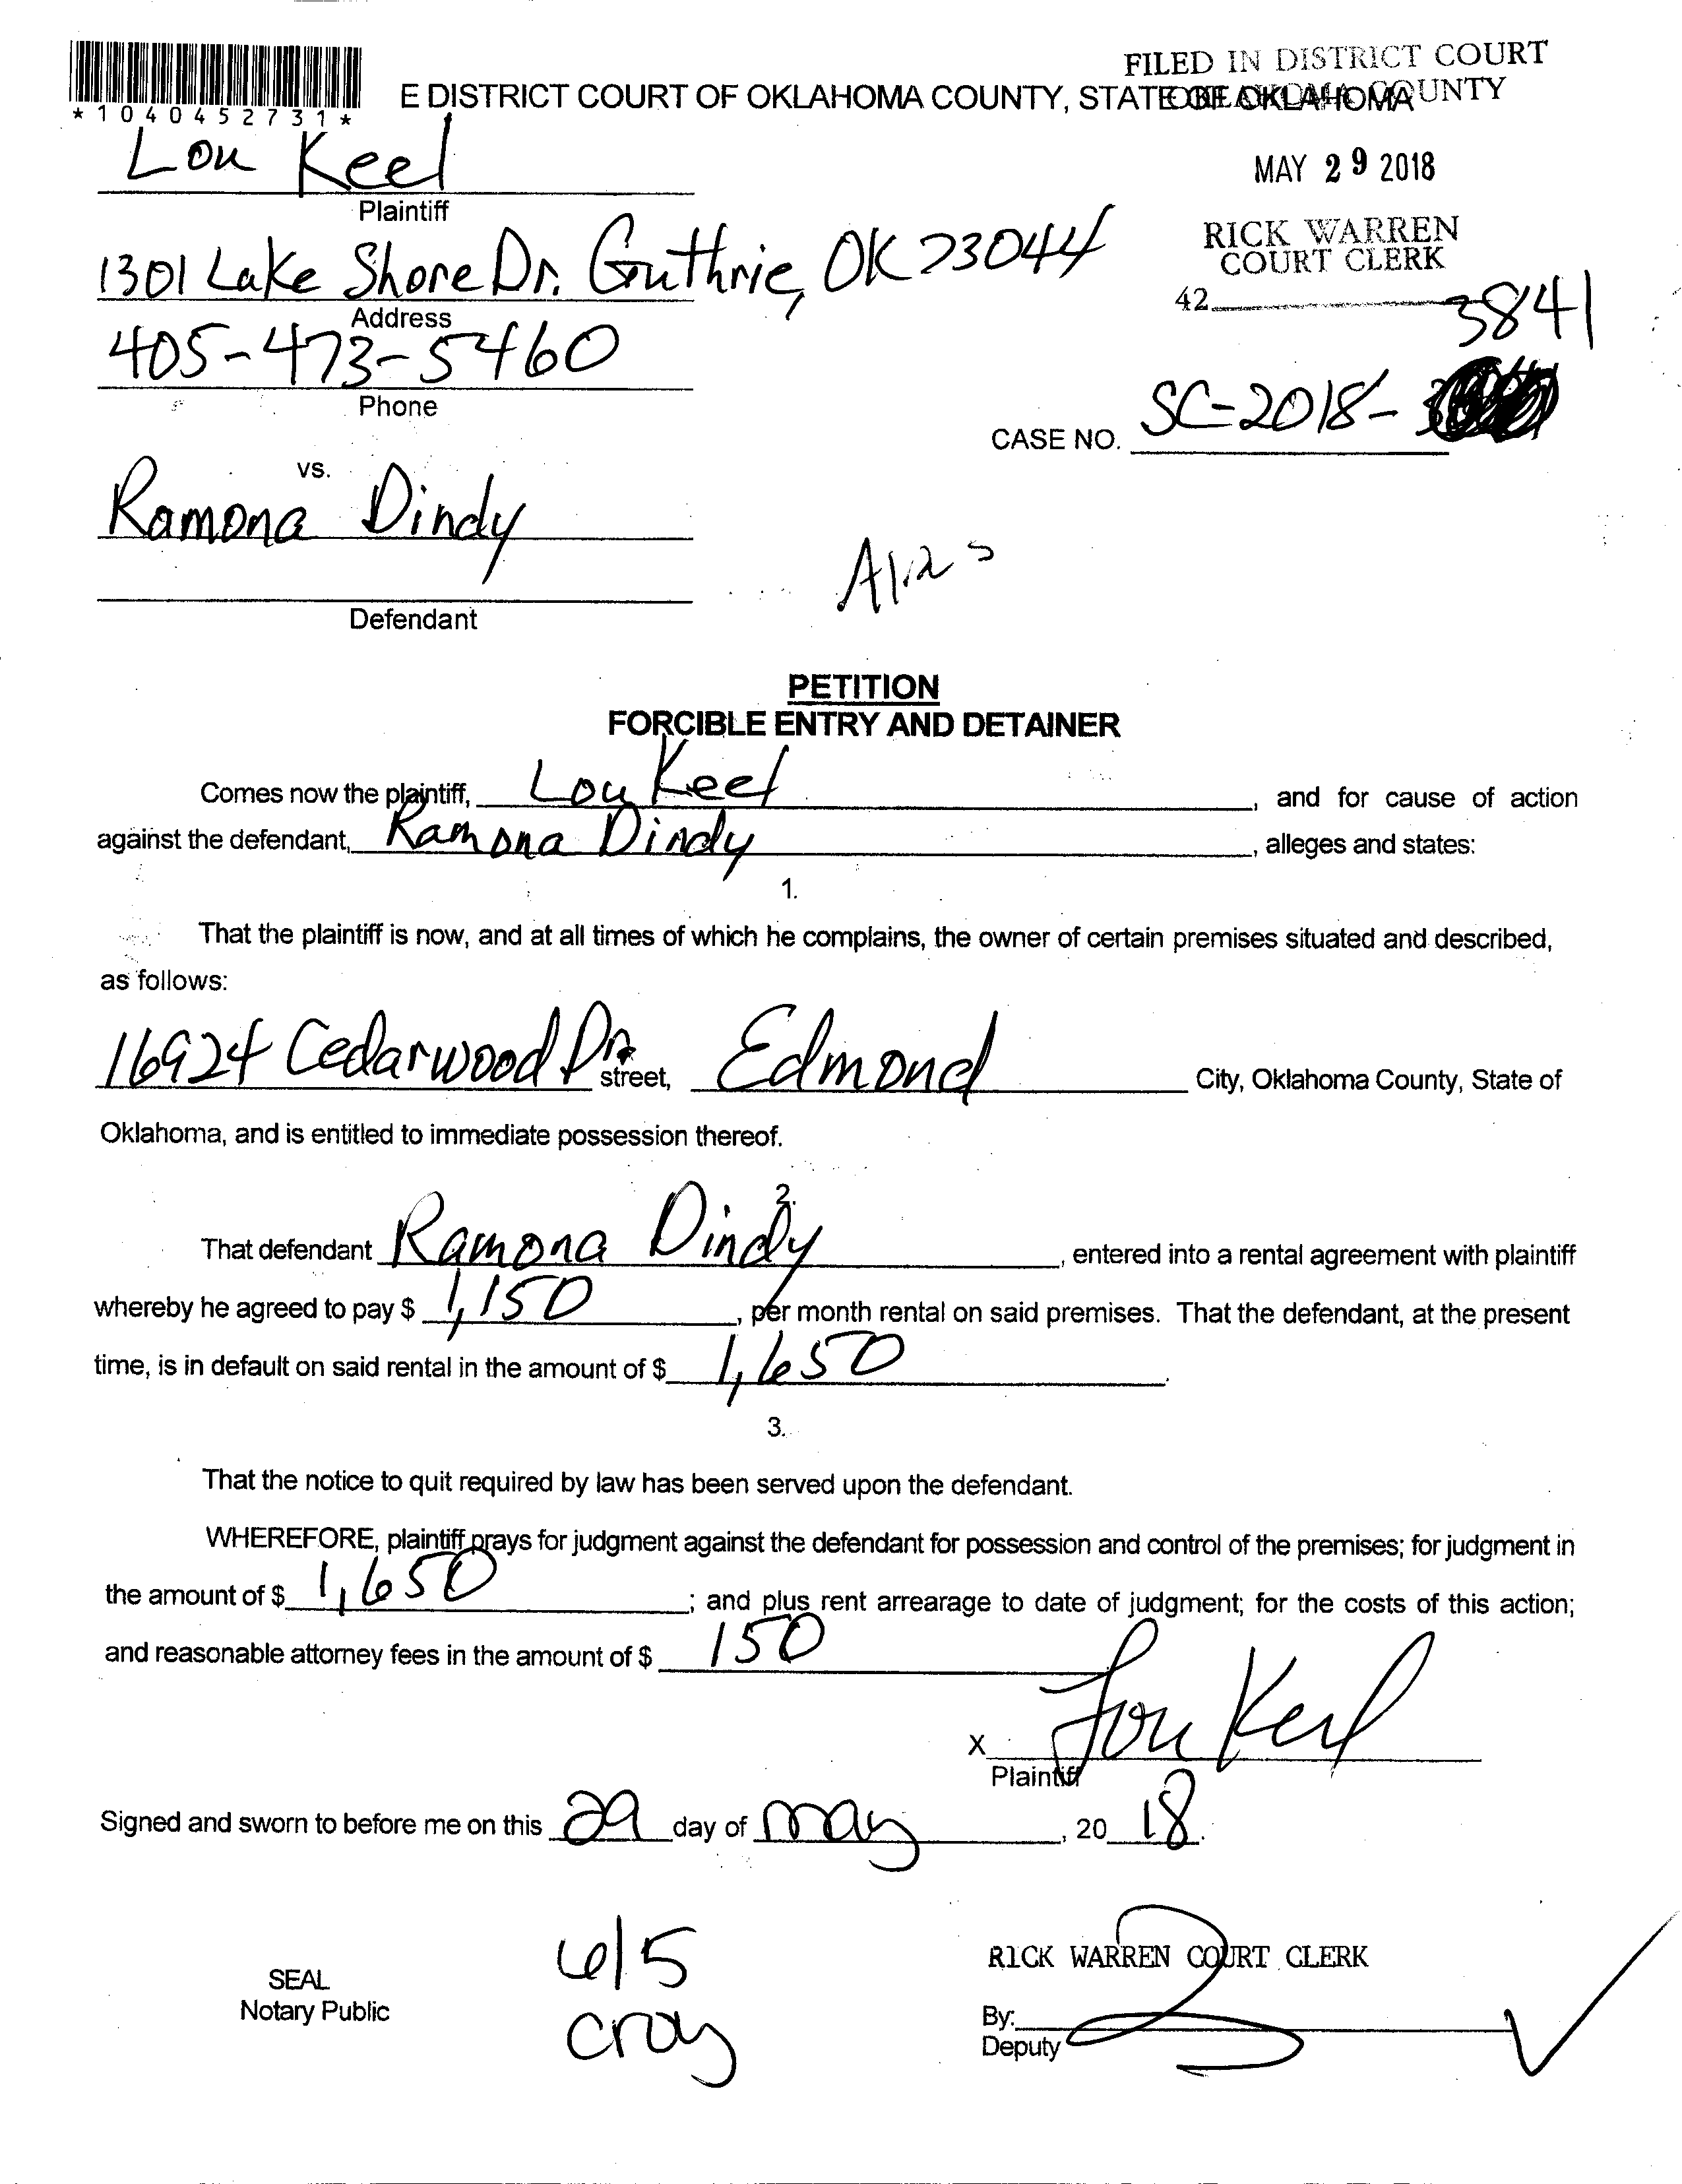 FILED IN DISTRICT COURT
OKLAHOMA COUNTY
*1040452731*
E DISTRICT COURT OF OKLAHOMA COUNTY, STATE OF OKLAHOMA
MAY 29 2018
Lou Keel
Plaintiff
RICK WARREN
COURT CLERK
1301 Lake Shore Dr. Guthrie, OK 73044
Address
42
3841
405-473-5460
Phone
CASE NO. SC-2018-
vs.
Ramona Dindy
Alias
Defendant
PETITION
FORCIBLE ENTRY AND DETAINER
Comes now the plaintiff, Lou Keel, and for cause of action
against the defendant, Ramona Dindy, alleges and states:
1.
That the plaintiff is now, and at all times of which he complains, the owner of certain premises situated and described,
as follows:
16924 Cedarwood Dr. street, Edmond City, Oklahoma County, State of
Oklahoma, and is entitled to immediate possession thereof.
2.
That defendant Ramona Dindy, entered into a rental agreement with plaintiff
whereby he agreed to pay $ 1,150, per month rental on said premises. That the defendant, at the present
time, is in default on said rental in the amount of $ 1,650.
3.
That the notice to quit required by law has been served upon the defendant.
WHEREFORE, plaintiff prays for judgment against the defendant for possession and control of the premises; for judgment in
the amount of $ 1,650; and plus rent arrearage to date of judgment; for the costs of this action;
and reasonable attorney fees in the amount of $ 150
X Lou Keel
Plaintiff
Signed and sworn to before me on this 29 day of May, 20 18.
6/5
croy
SEAL
Notary Public
RICK WARREN COURT CLERK
By:
Deputy